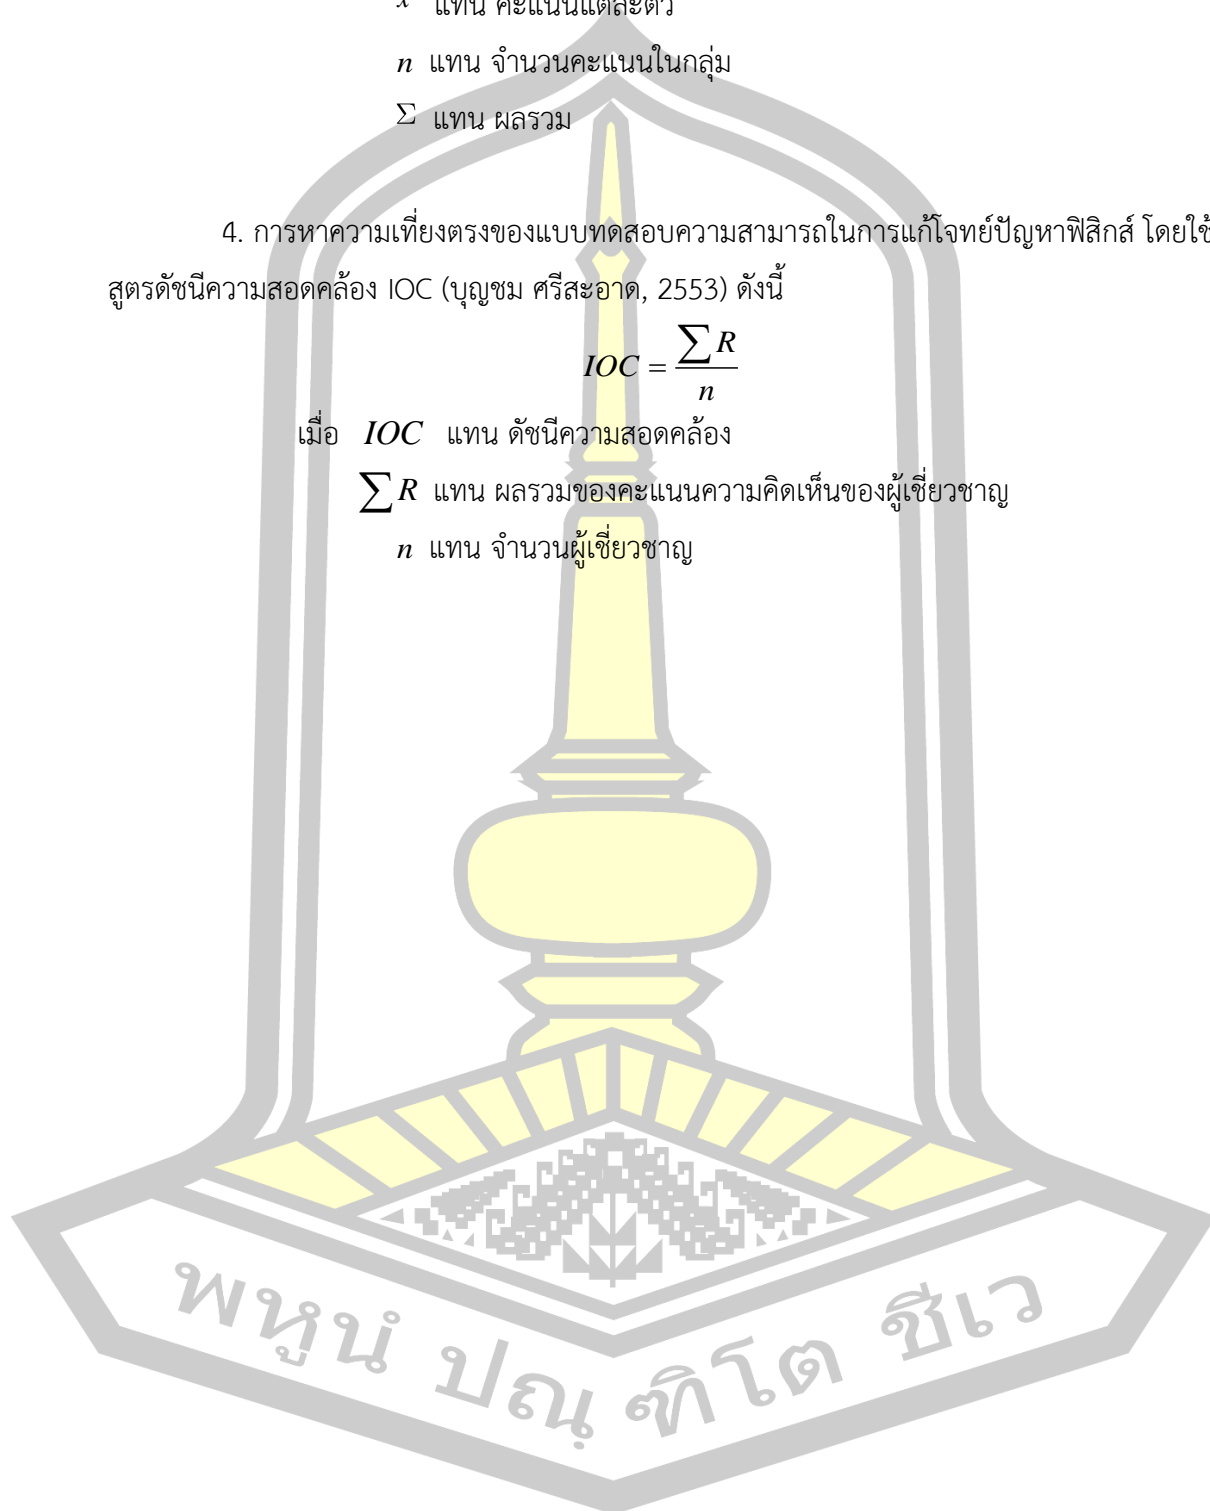 x แทน คะแนนแต่ละตัว
n แทน จำนวนคะแนนในกลุ่ม
Σ แทน ผลรวม
4. การหาความเที่ยงตรงของแบบทดสอบความสามารถในการแก้โจทย์ปัญหาฟิสิกส์ โดยใช้
สูตรดัชนีความสอดคล้อง IOC (บุญชม ศรีสะอาด, 2553) ดังนี้
IOC = ∑R / n
เมื่อ IOC แทน ดัชนีความสอดคล้อง
∑R แทน ผลรวมของคะแนนความคิดเห็นของผู้เชี่ยวชาญ
n แทน จำนวนผู้เชี่ยวชาญ
พหูนํ ปณฺฑิโต ชีเว